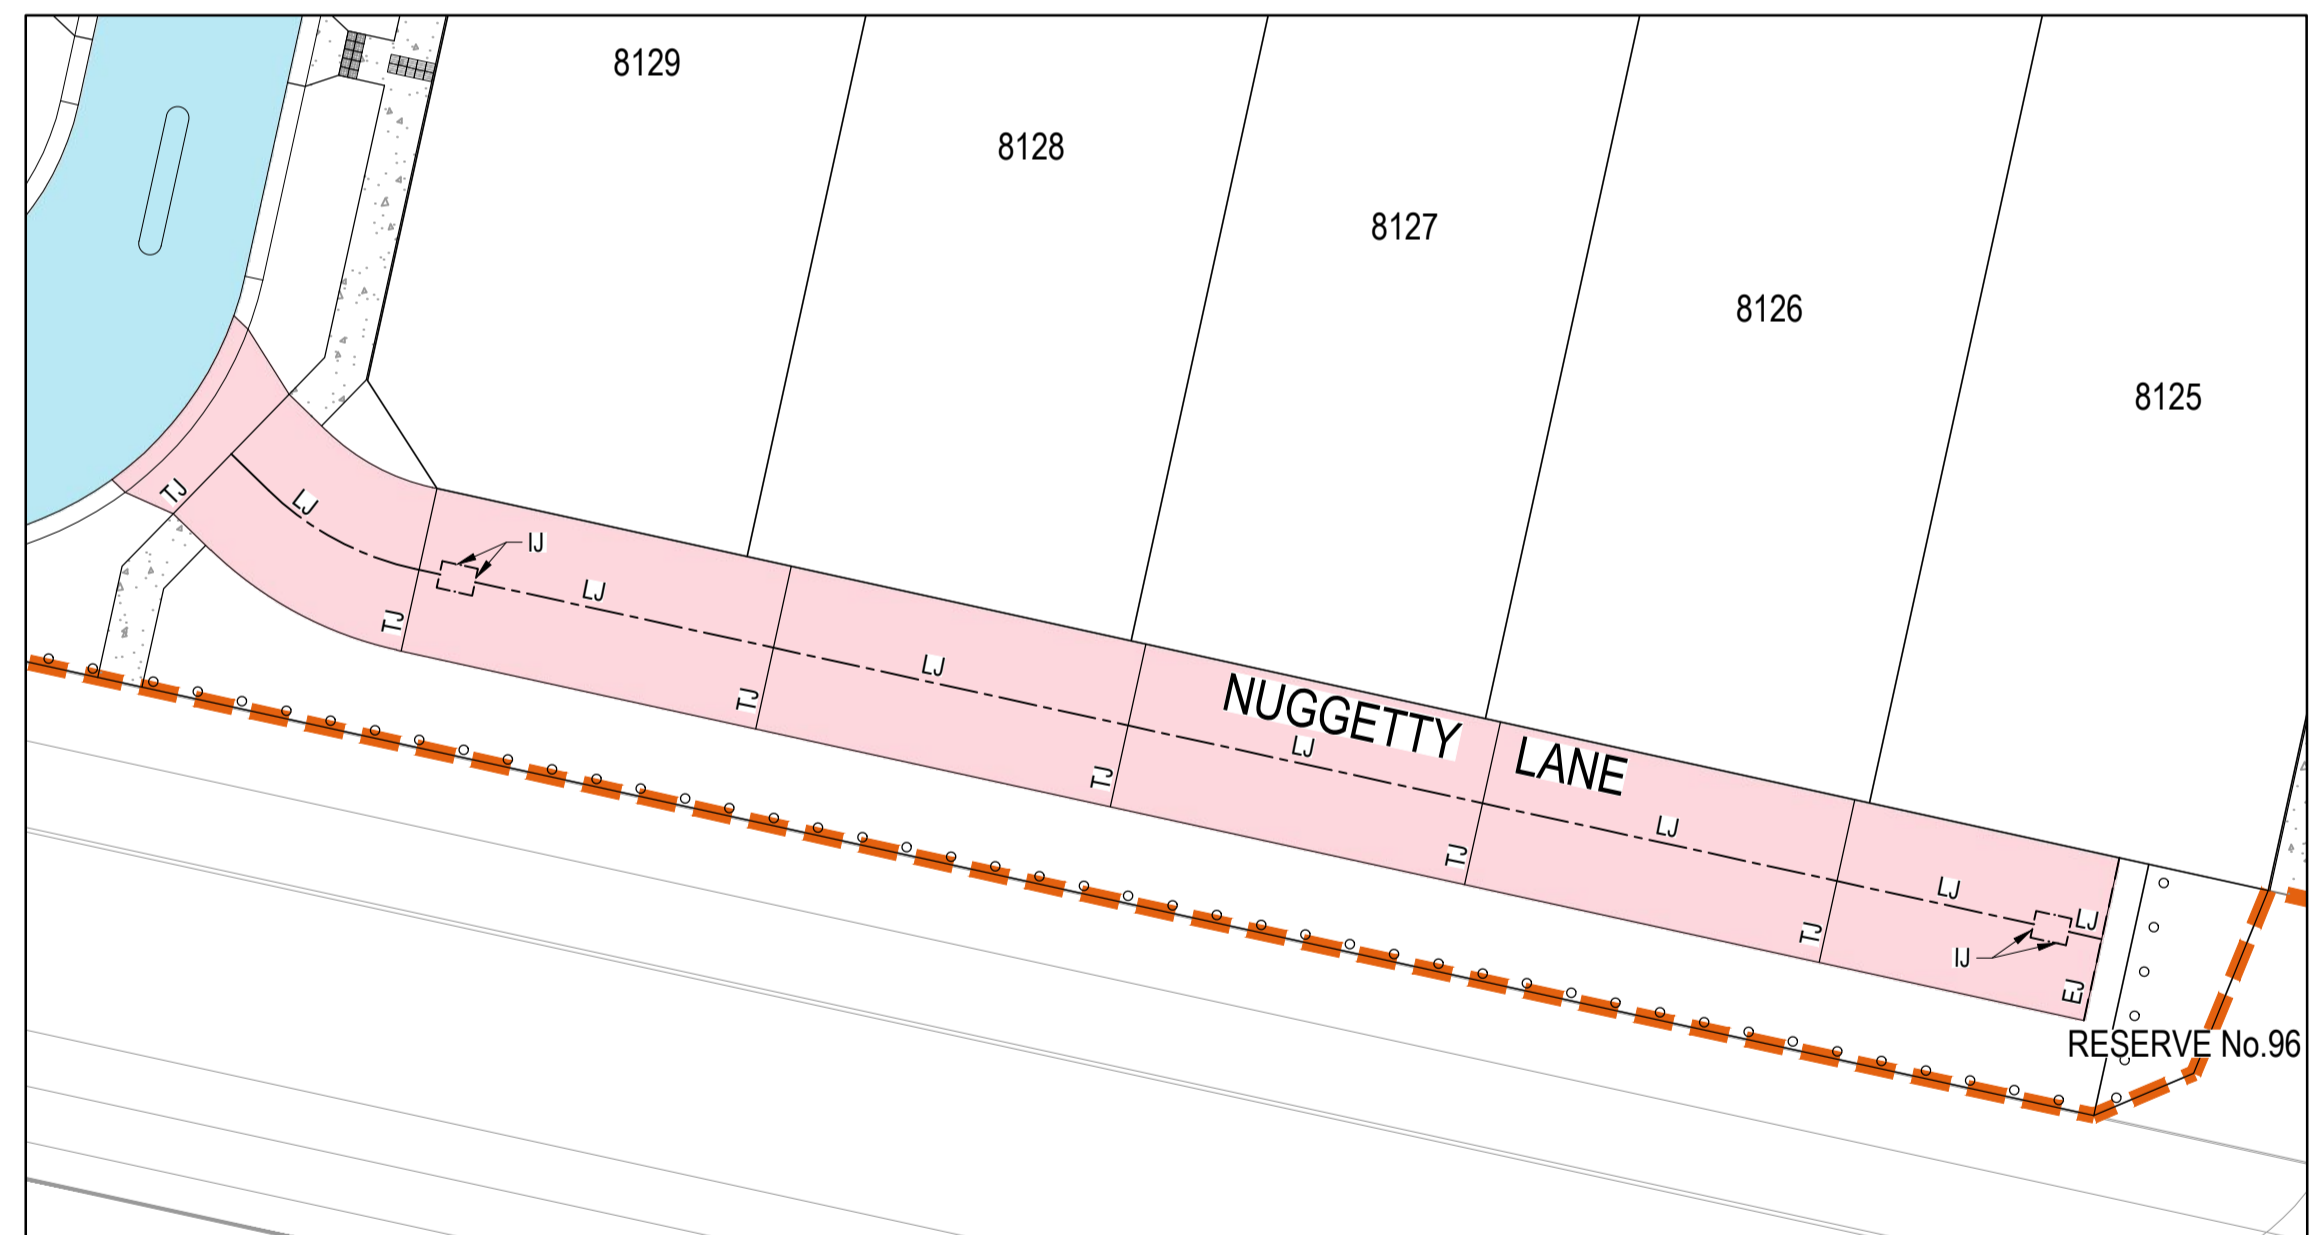 8129
8128
8127
8126
8125
TJ
LJ
IJ
LJ
TJ
LJ
TJ
NUGGETTY LANE
LJ
TJ
LJ
TJ
LJ
LJ
TJ
IJ
EJ
RESERVE No.96